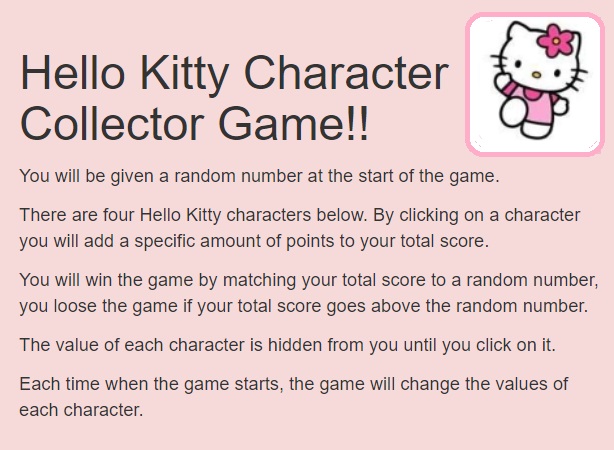 Hello Kitty Character
Collector Game!!
You will be given a random number at the start of the game.
There are four Hello Kitty characters below. By clicking on a character
you will add a specific amount of points to your total score.
You will win the game by matching your total score to a random number,
you loose the game if your total score goes above the random number.
The value of each character is hidden from you until you click on it.
Each time when the game starts, the game will change the values of
each character.